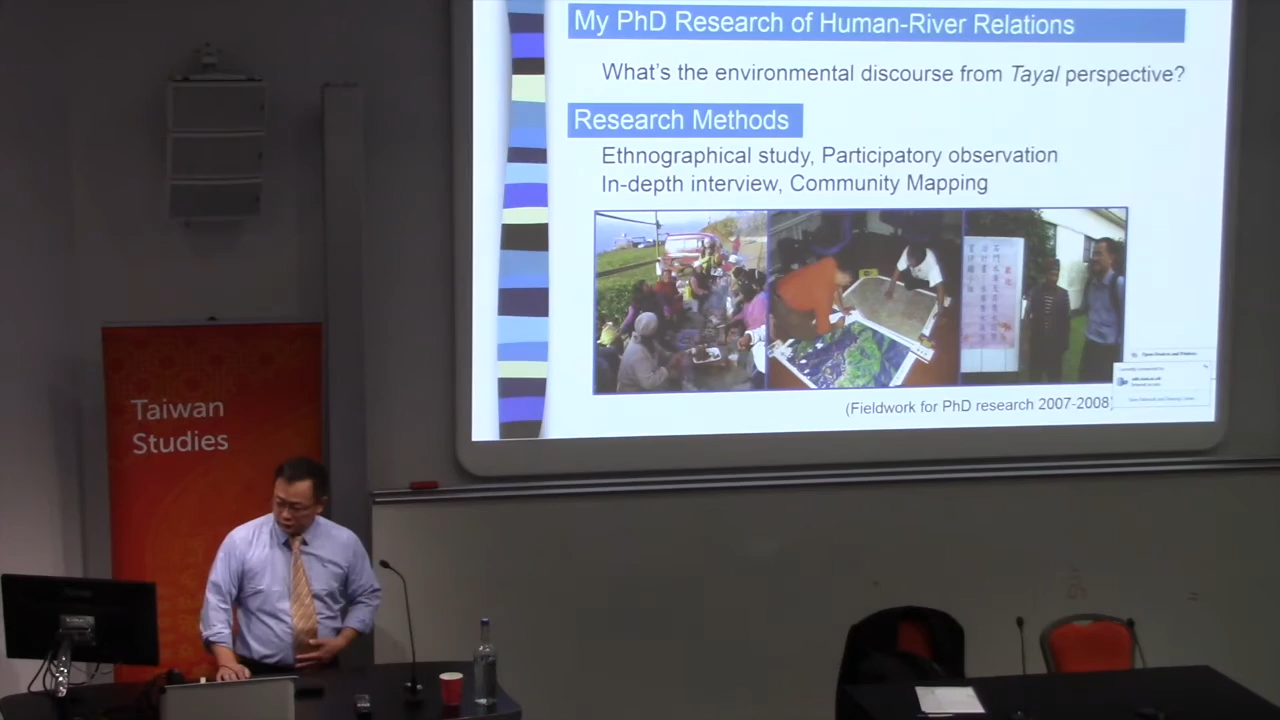 My PhD Research of Human-River Relations
What's the environmental discourse from Tayal perspective?
Research Methods
Ethnographical study, Participatory observation
In-depth interview, Community Mapping
(Fieldwork for PhD research 2007-2008)
Taiwan
Studies